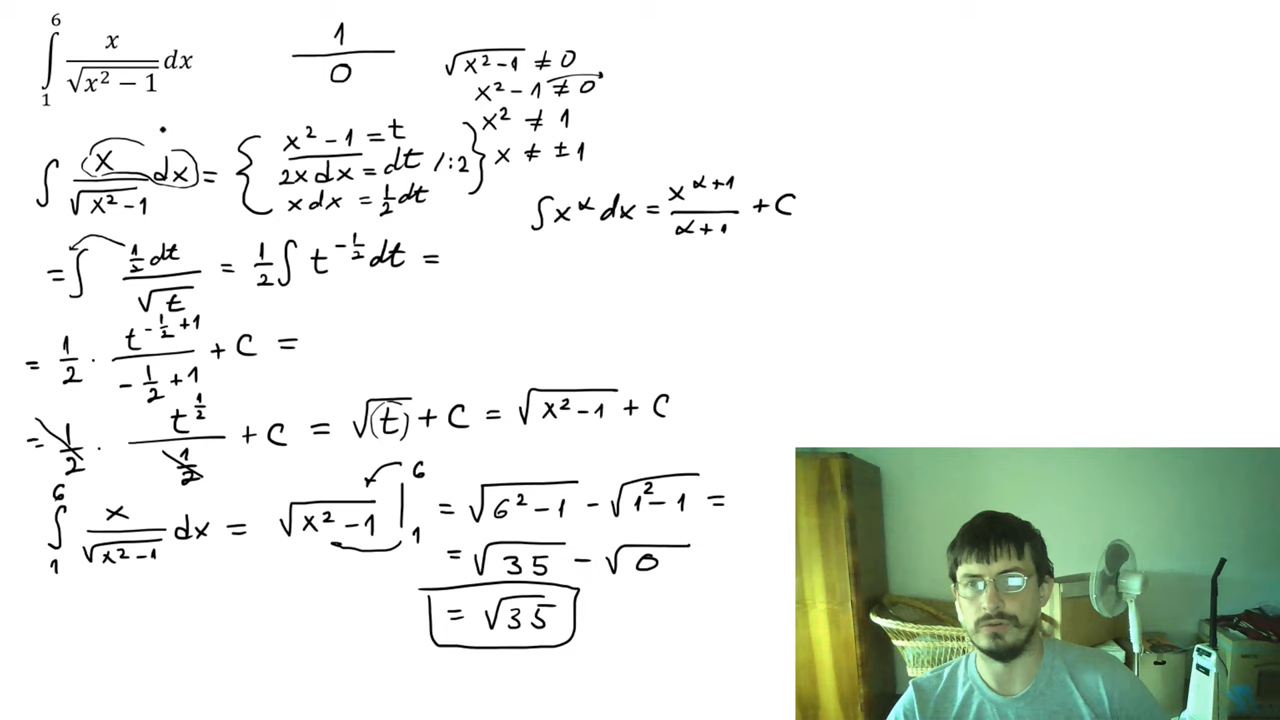 ∫₁⁶ x/√(x² − 1) dx
1/0
√(x²−1) ≠ 0
x²−1 ≠ 0
x² ≠ 1
x ≠ ±1
∫ x/√(x²−1) dx = { x²−1 = t
2x dx = dt /:2
x dx = 1/2 dt }
∫x^α dx = x^(α+1)/(α+1) + C
= ∫ (1/2 dt)/√t = 1/2 ∫ t^(−1/2) dt =
= 1/2 · t^(−1/2+1)/(−1/2+1) + C =
= 1/2 · t^(1/2)/(1/2) + C = √(t) + C = √(x²−1) + C
∫₁⁶ x/√(x²−1) dx = √(x²−1) |₁⁶ = √(6²−1) − √(1²−1) =
= √35 − √0
= √35